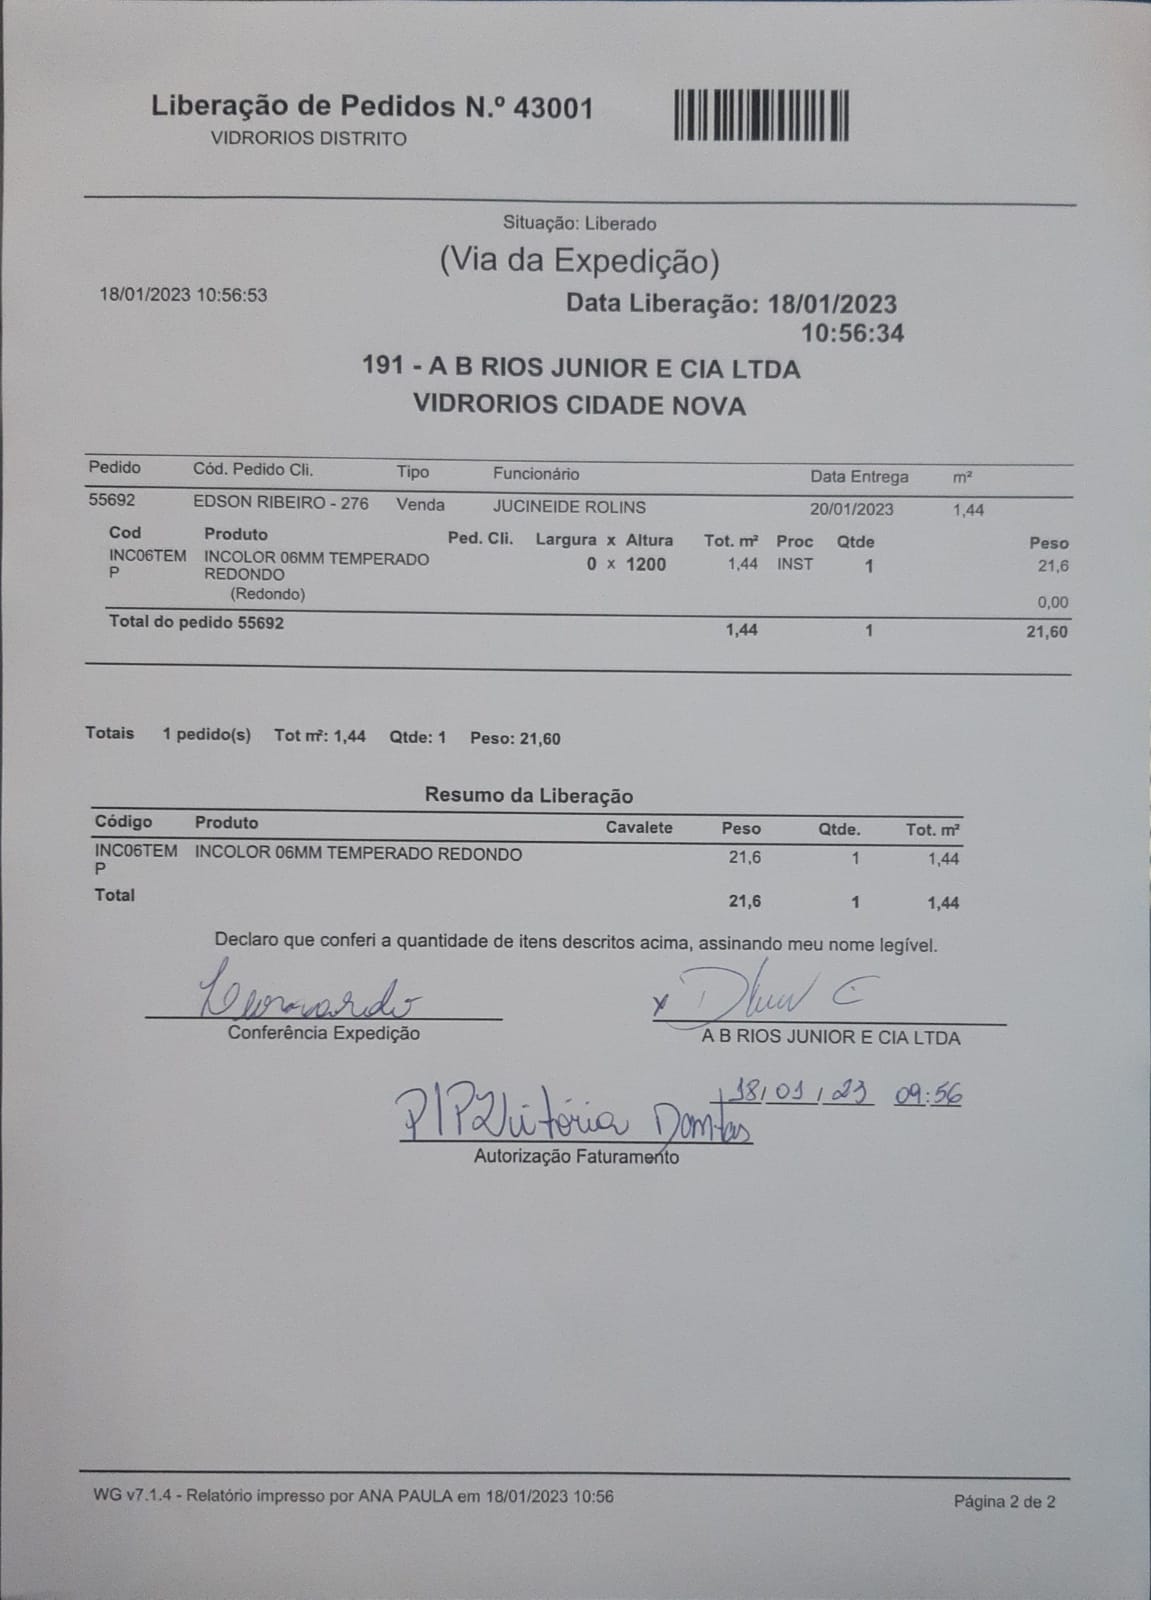 Liberação de Pedidos N.º 43001
VIDRORIOS DISTRITO
Situação: Liberado
(Via da Expedição)
18/01/2023 10:56:53
Data Liberação: 18/01/2023
10:56:34
191 - A B RIOS JUNIOR E CIA LTDA
VIDRORIOS CIDADE NOVA
Pedido Cód. Pedido Cli. Tipo Funcionário Data Entrega m²
55692 EDSON RIBEIRO - 276 Venda JUCINEIDE ROLINS 20/01/2023 1,44
Cod Produto Ped. Cli. Largura x Altura Tot. m² Proc Qtde Peso
INC06TEM INCOLOR 06MM TEMPERADO 0 x 1200 1,44 INST 1 21,6
P REDONDO
(Redondo) 0,00
Total do pedido 55692 1,44 1 21,60
Totais 1 pedido(s) Tot m²: 1,44 Qtde: 1 Peso: 21,60
Resumo da Liberação
Código Produto Cavalete Peso Qtde. Tot. m²
INC06TEM INCOLOR 06MM TEMPERADO REDONDO 21,6 1 1,44
P
Total 21,6 1 1,44
Declaro que conferi a quantidade de itens descritos acima, assinando meu nome legível.
Leonardo x
Conferência Expedição A B RIOS JUNIOR E CIA LTDA
18/01/23 09:56
Vitória
Autorização Faturamento
WG v7.1.4 - Relatório impresso por ANA PAULA em 18/01/2023 10:56
Página 2 de 2